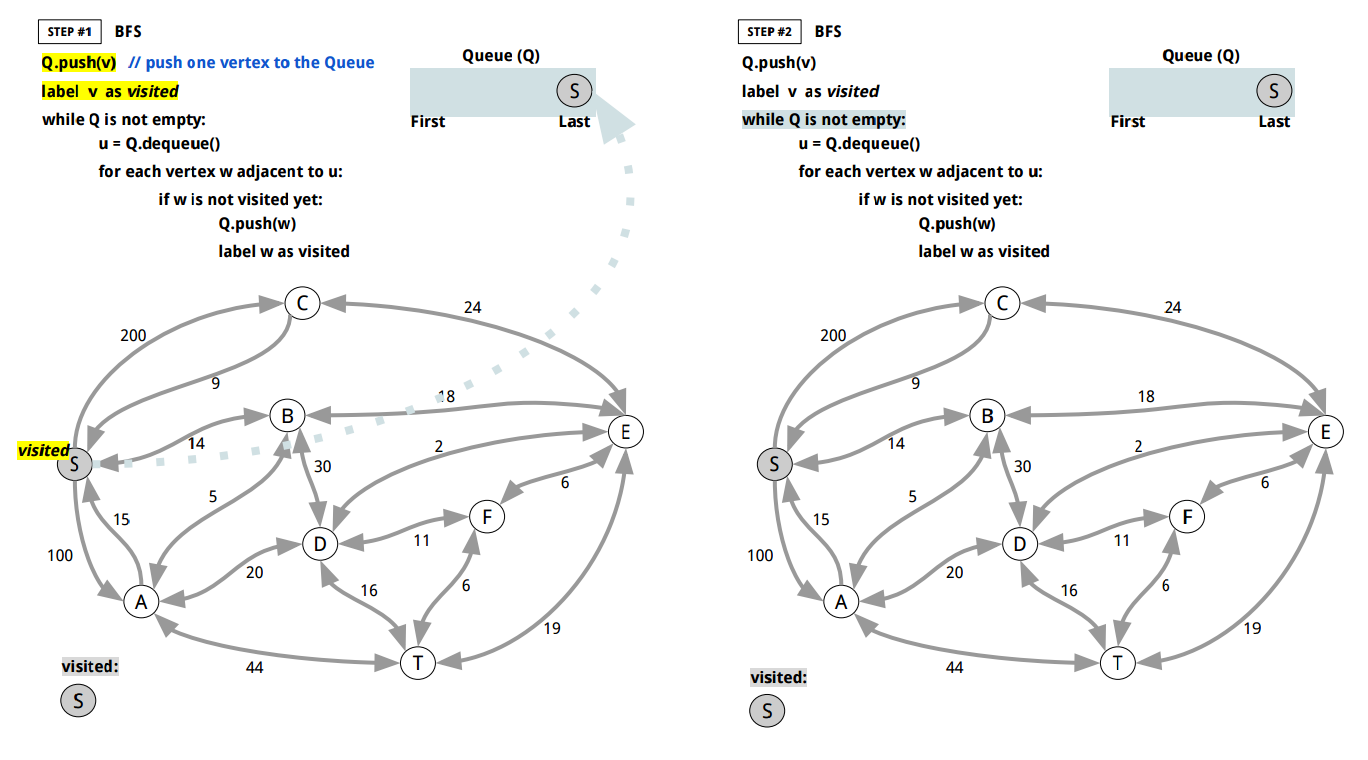 STEP #1 BFS
Q.push(v) // push one vertex to the Queue
label v as visited
while Q is not empty:
u = Q.dequeue()
for each vertex w adjacent to u:
if w is not visited yet:
Q.push(w)
label w as visited
Queue (Q)
S
First Last
C
24
200
9
18
B
visited
S
14
E
2
30
5
6
15
F
D
11
100
20
16
6
A
19
44
T
visited:
S
STEP #2 BFS
Q.push(v)
label v as visited
while Q is not empty:
u = Q.dequeue()
for each vertex w adjacent to u:
if w is not visited yet:
Q.push(w)
label w as visited
Queue (Q)
S
First Last
C
24
200
9
18
B
S
14
E
2
30
5
6
15
F
D
11
100
20
16
6
A
19
44
T
visited:
S